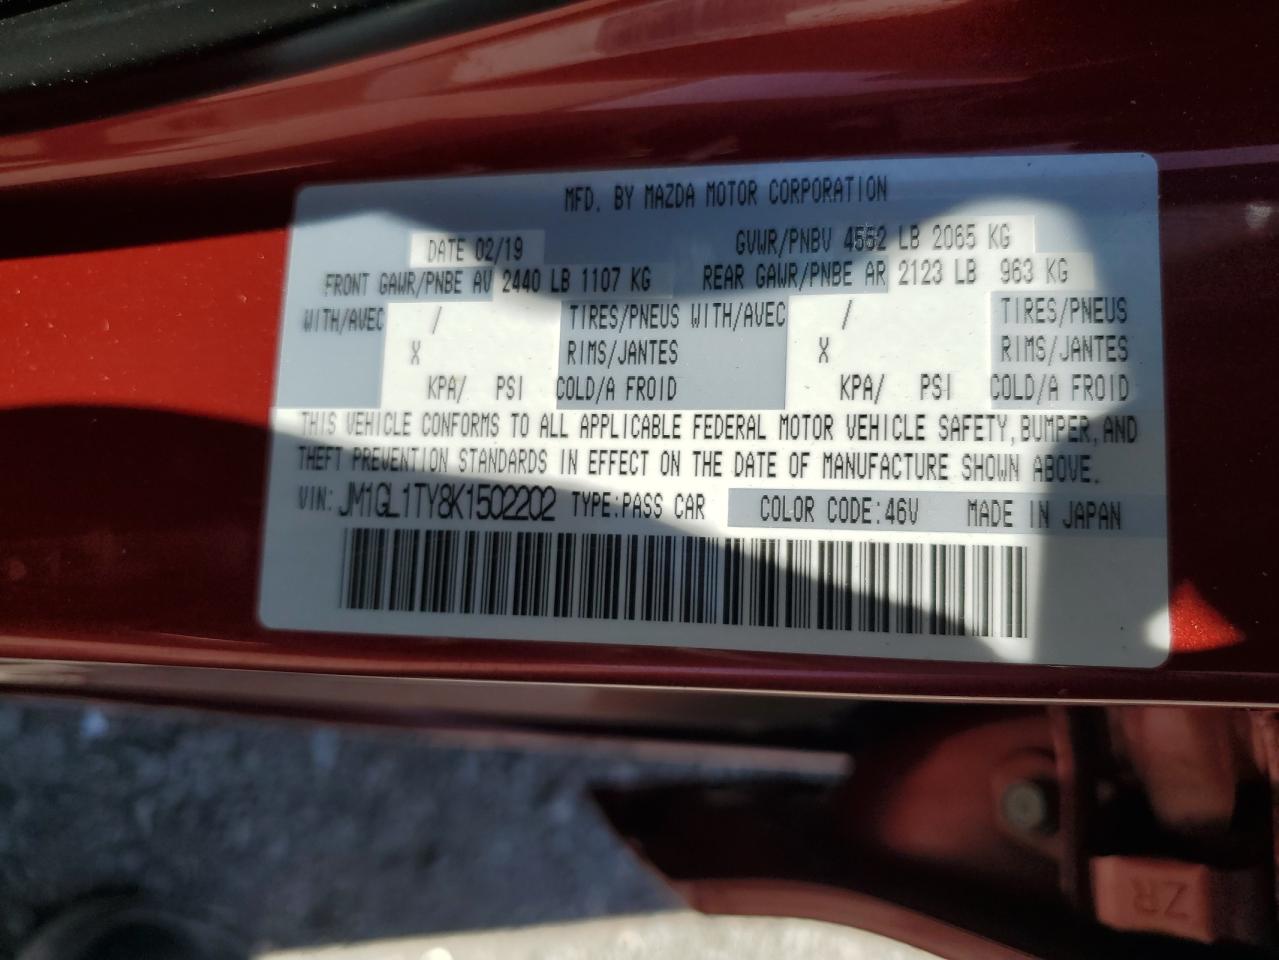 MFD. BY MAZDA MOTOR CORPORATION
DATE 02/19 GVWR/PNBV 4552 LB 2065 KG
FRONT GAWR/PNBE AV 2440 LB 1107 KG REAR GAWR/PNBE AR 2123 LB 963 KG
WITH/AVEC / TIRES/PNEUS WITH/AVEC / TIRES/PNEUS
X RIMS/JANTES X RIMS/JANTES
KPA/ PSI COLD/A FROID KPA/ PSI COLD/A FROID
THIS VEHICLE CONFORMS TO ALL APPLICABLE FEDERAL MOTOR VEHICLE SAFETY, BUMPER, AND
THEFT PREVENTION STANDARDS IN EFFECT ON THE DATE OF MANUFACTURE SHOWN ABOVE.
VIN: JM1GL1TY8K1502202 TYPE:PASS CAR COLOR CODE:46V MADE IN JAPAN
ZR